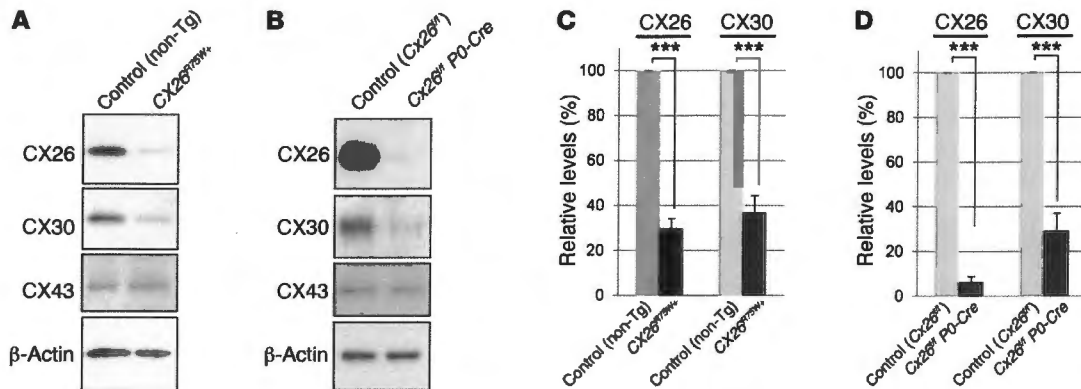 A
Control (non-Tg)
CX26R75W+
CX26
CX30
CX43
β-Actin
B
Control (Cx26f/f)
Cx26f/f P0-Cre
CX26
CX30
CX43
β-Actin
C
CX26 CX30
*** ***
Relative levels (%)
100
80
60
40
20
0
Control (non-Tg)
CX26R75W+
Control (non-Tg)
CX26R75W+
D
CX26 CX30
*** ***
Relative levels (%)
100
80
60
40
20
0
Control (Cx26f/f)
Cx26f/f P0-Cre
Control (Cx26f/f)
Cx26f/f P0-Cre